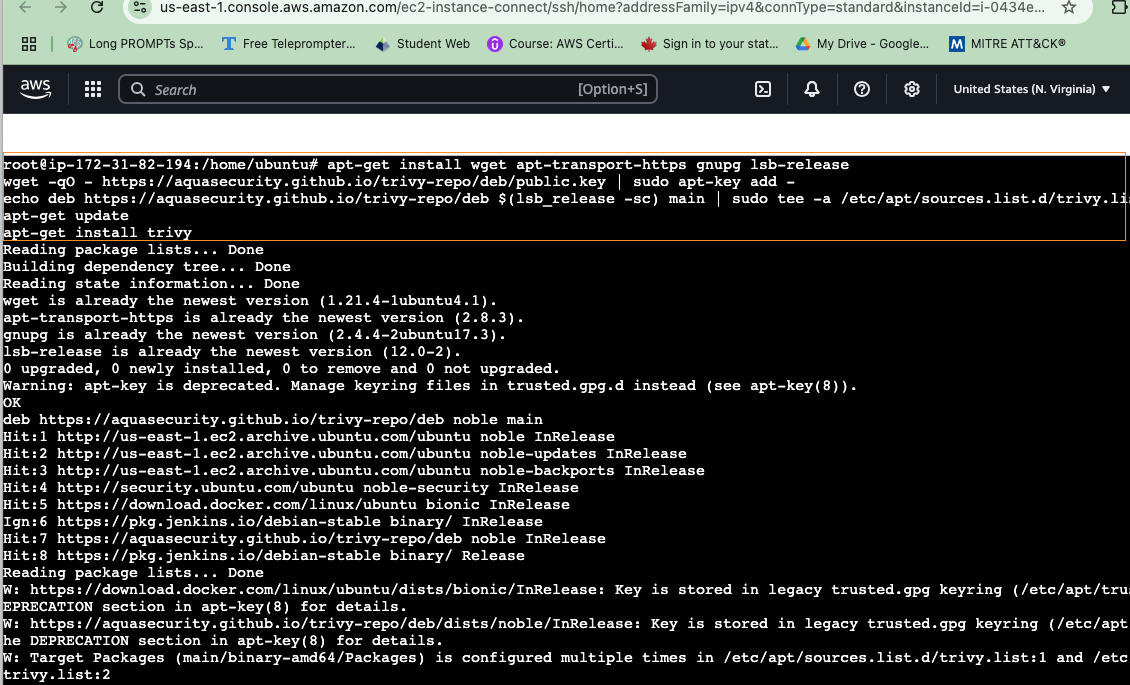 us-east-1.console.aws.amazon.com/ec2-instance-connect/ssh/home?addressFamily=ipv4&connType=standard&instanceId=i-0434e...
Long PROMPTs Sp...
Free Teleprompter...
Student Web
Course: AWS Certi...
Sign in to your stat...
My Drive - Google...
M MITRE ATT&CK®
aws
Search
[Option+S]
United States (N. Virginia)
root@ip-172-31-82-194:/home/ubuntu# apt-get install wget apt-transport-https gnupg lsb-release
wget -qO - https://aquasecurity.github.io/trivy-repo/deb/public.key | sudo apt-key add -
echo deb https://aquasecurity.github.io/trivy-repo/deb $(lsb_release -sc) main | sudo tee -a /etc/apt/sources.list.d/trivy.li
apt-get update
apt-get install trivy
Reading package lists... Done
Building dependency tree... Done
Reading state information... Done
wget is already the newest version (1.21.4-1ubuntu4.1).
apt-transport-https is already the newest version (2.8.3).
gnupg is already the newest version (2.4.4-2ubuntu17.3).
lsb-release is already the newest version (12.0-2).
0 upgraded, 0 newly installed, 0 to remove and 0 not upgraded.
Warning: apt-key is deprecated. Manage keyring files in trusted.gpg.d instead (see apt-key(8)).
OK
deb https://aquasecurity.github.io/trivy-repo/deb noble main
Hit:1 http://us-east-1.ec2.archive.ubuntu.com/ubuntu noble InRelease
Hit:2 http://us-east-1.ec2.archive.ubuntu.com/ubuntu noble-updates InRelease
Hit:3 http://us-east-1.ec2.archive.ubuntu.com/ubuntu noble-backports InRelease
Hit:4 http://security.ubuntu.com/ubuntu noble-security InRelease
Hit:5 https://download.docker.com/linux/ubuntu bionic InRelease
Ign:6 https://pkg.jenkins.io/debian-stable binary/ InRelease
Hit:7 https://aquasecurity.github.io/trivy-repo/deb noble InRelease
Hit:8 https://pkg.jenkins.io/debian-stable binary/ Release
Reading package lists... Done
W: https://download.docker.com/linux/ubuntu/dists/bionic/InRelease: Key is stored in legacy trusted.gpg keyring (/etc/apt/trus
EPRECATION section in apt-key(8) for details.
W: https://aquasecurity.github.io/trivy-repo/deb/dists/noble/InRelease: Key is stored in legacy trusted.gpg keyring (/etc/apt
he DEPRECATION section in apt-key(8) for details.
W: Target Packages (main/binary-amd64/Packages) is configured multiple times in /etc/apt/sources.list.d/trivy.list:1 and /etc
trivy.list:2